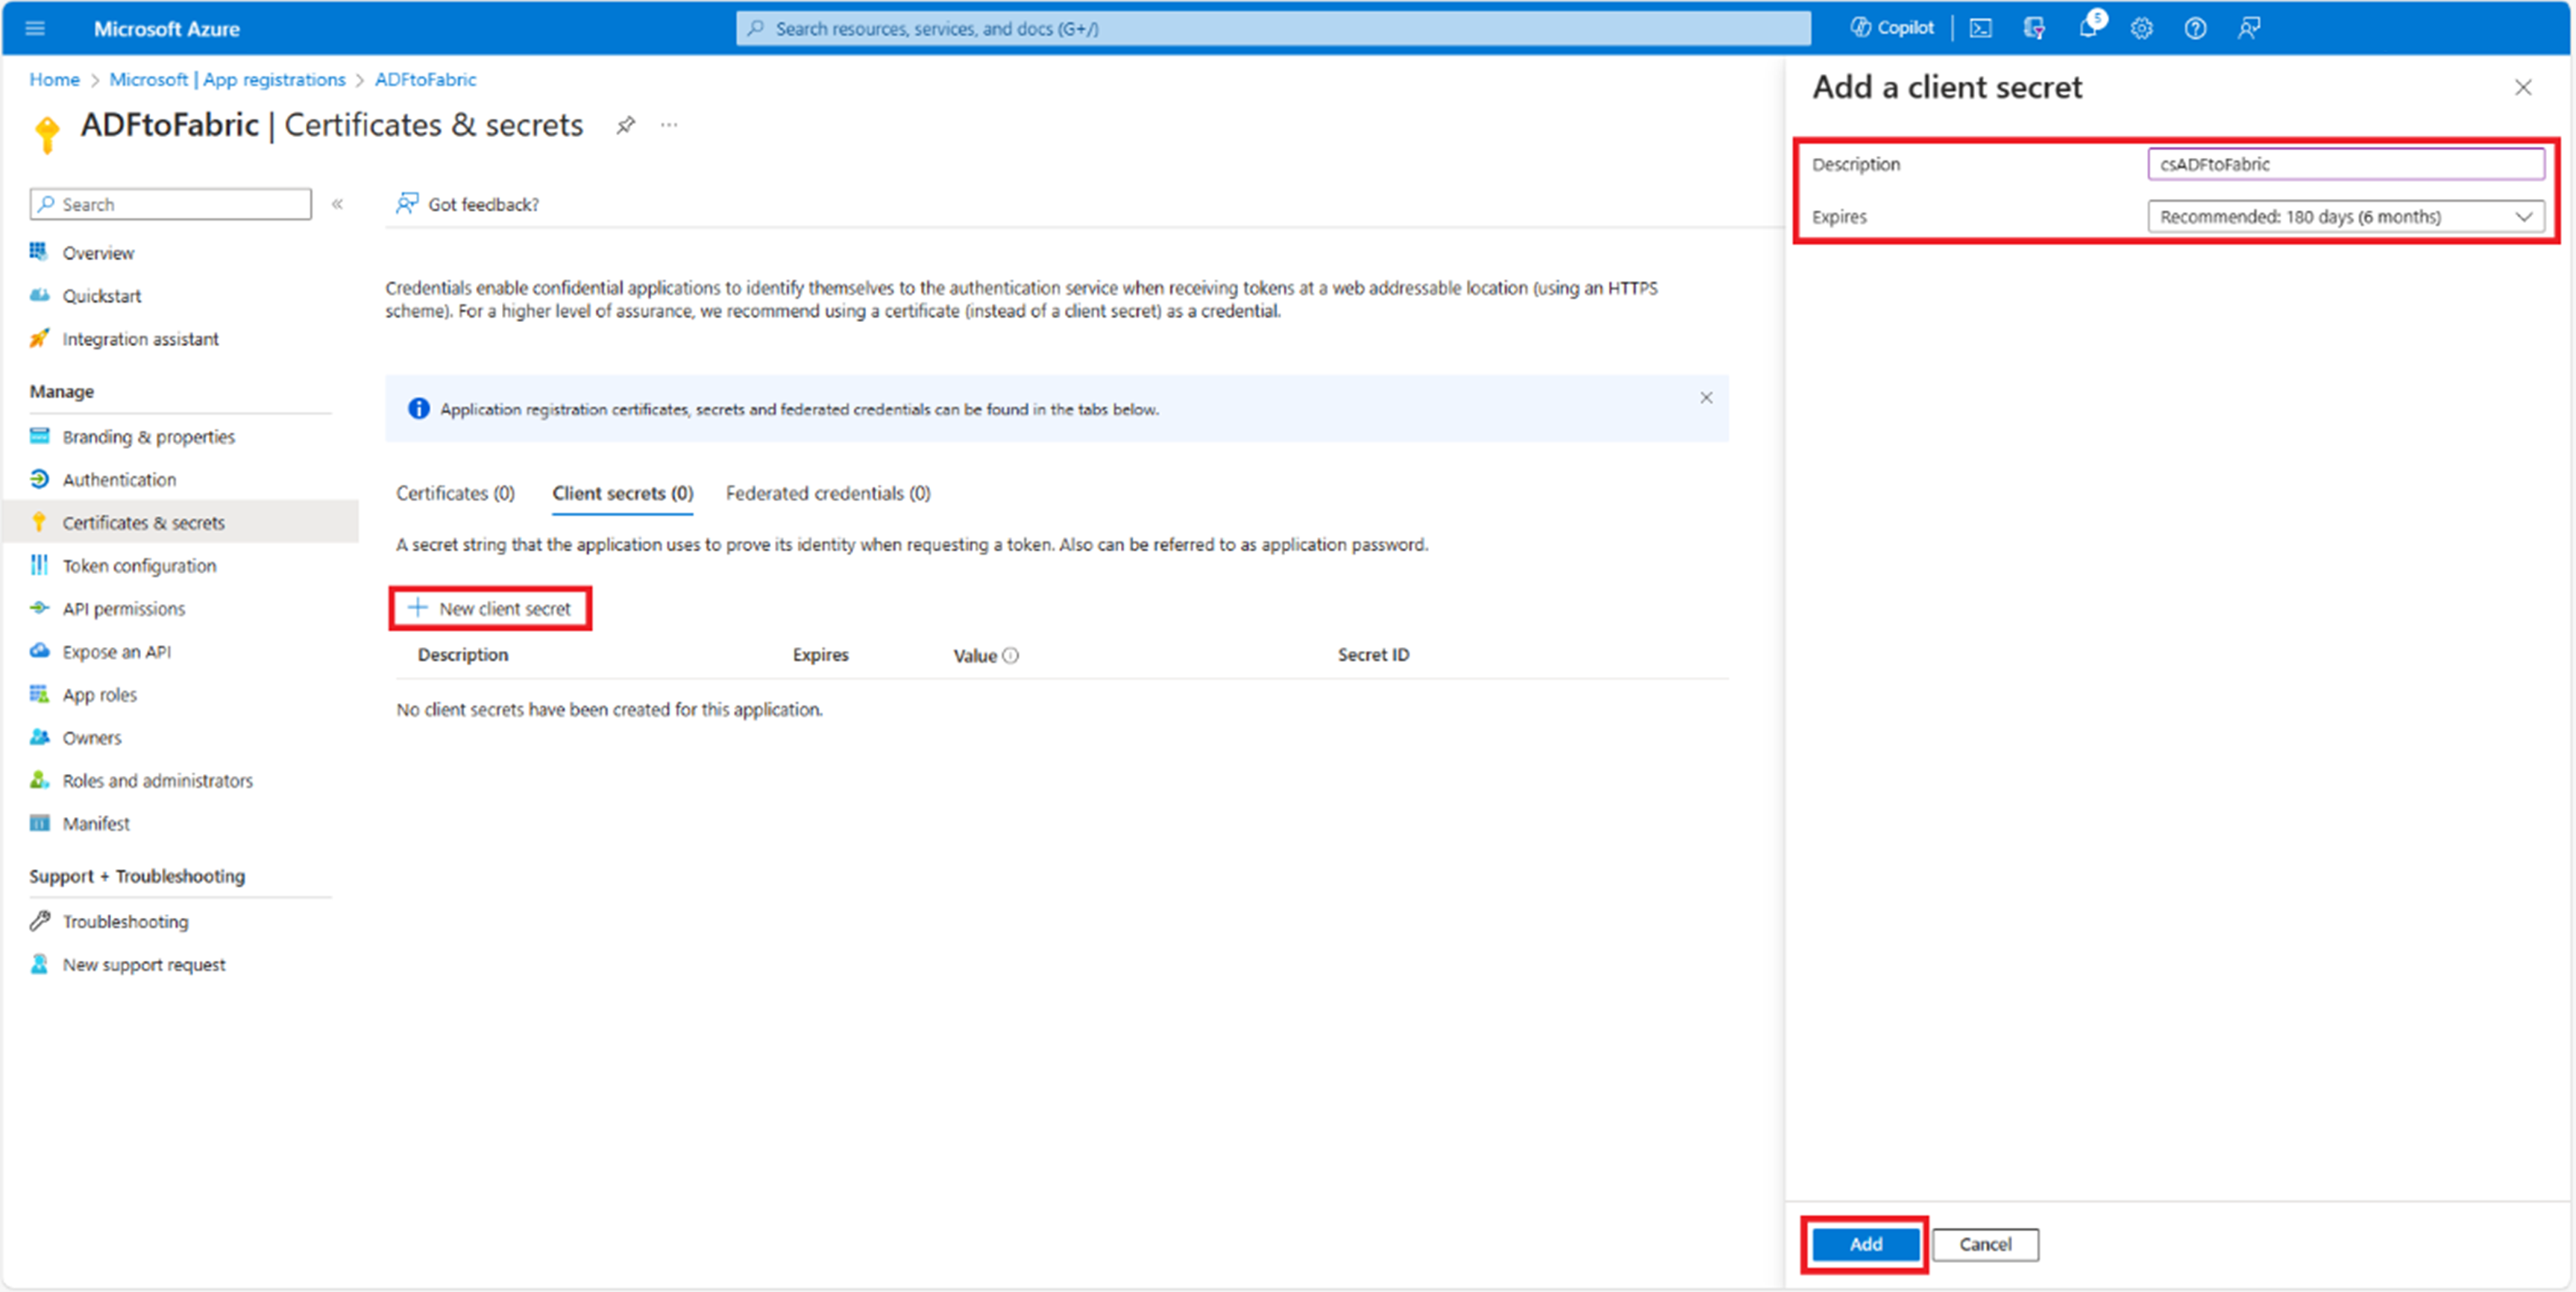 Microsoft Azure
Search resources, services, and docs (G+/)
Copilot
5
Home > Microsoft | App registrations > ADFtoFabric
ADFtoFabric | Certificates & secrets
Search
Overview
Quickstart
Integration assistant
Manage
Branding & properties
Authentication
Certificates & secrets
Token configuration
API permissions
Expose an API
App roles
Owners
Roles and administrators
Manifest
Support + Troubleshooting
Troubleshooting
New support request
Got feedback?
Credentials enable confidential applications to identify themselves to the authentication service when receiving tokens at a web addressable location (using an HTTPS
scheme). For a higher level of assurance, we recommend using a certificate (instead of a client secret) as a credential.
Application registration certificates, secrets and federated credentials can be found in the tabs below.
Certificates (0) Client secrets (0) Federated credentials (0)
A secret string that the application uses to prove its identity when requesting a token. Also can be referred to as application password.
New client secret
Description Expires Value Secret ID
No client secrets have been created for this application.
Add a client secret
Description csADFtoFabric
Expires Recommended: 180 days (6 months)
Add Cancel